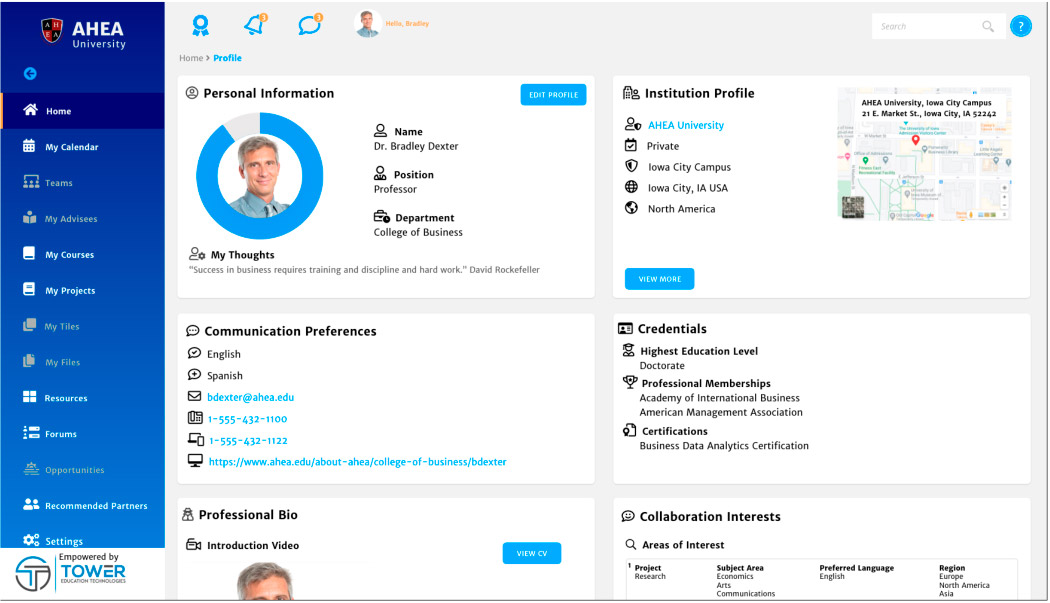 A H
E A
AHEA
University
Home
My Calendar
Teams
My Advisees
My Courses
My Projects
My Tiles
My Files
Resources
Forums
Opportunities
Recommended Partners
Settings
Empowered by
TOWER
EDUCATION TECHNOLOGIES
3
3
Hello, Bradley
Search
?
Home > Profile
Personal Information
EDIT PROFILE
Name
Dr. Bradley Dexter
Position
Professor
Department
College of Business
My Thoughts
"Success in business requires training and discipline and hard work." David Rockefeller
Institution Profile
AHEA University
Private
Iowa City Campus
Iowa City, IA USA
North America
AHEA University, Iowa City Campus
21 E. Market St., Iowa City, IA 52242
VIEW MORE
Communication Preferences
English
Spanish
bdexter@ahea.edu
1-555-432-1100
1-555-432-1122
https://www.ahea.edu/about-ahea/college-of-business/bdexter
Credentials
Highest Education Level
Doctorate
Professional Memberships
Academy of International Business
American Management Association
Certifications
Business Data Analytics Certification
Professional Bio
Introduction Video
VIEW CV
Collaboration Interests
Areas of Interest
1 Project Subject Area Preferred Language Region
Research Economics English Europe
Arts North America
Communications Asia